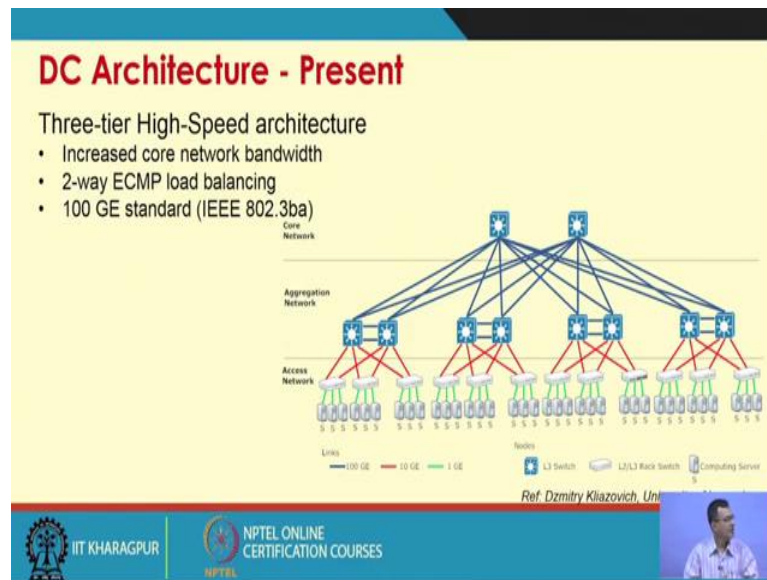 DC Architecture - Present
Three-tier High-Speed architecture
• Increased core network bandwidth
• 2-way ECMP load balancing
• 100 GE standard (IEEE 802.3ba)
Core
Network
Aggregation
Network
Access
Network
S S S S S S S S S S S S S S S S S S S S S S S S S S S S S S S S S S S S
Links
100 GE 10 GE 1 GE
Nodes
L3 Switch L2/L3 Rack Switch Computing Server
S
Ref: Dzmitry Kliazovich,
IIT KHARAGPUR
NPTEL
NPTEL ONLINE
CERTIFICATION COURSES